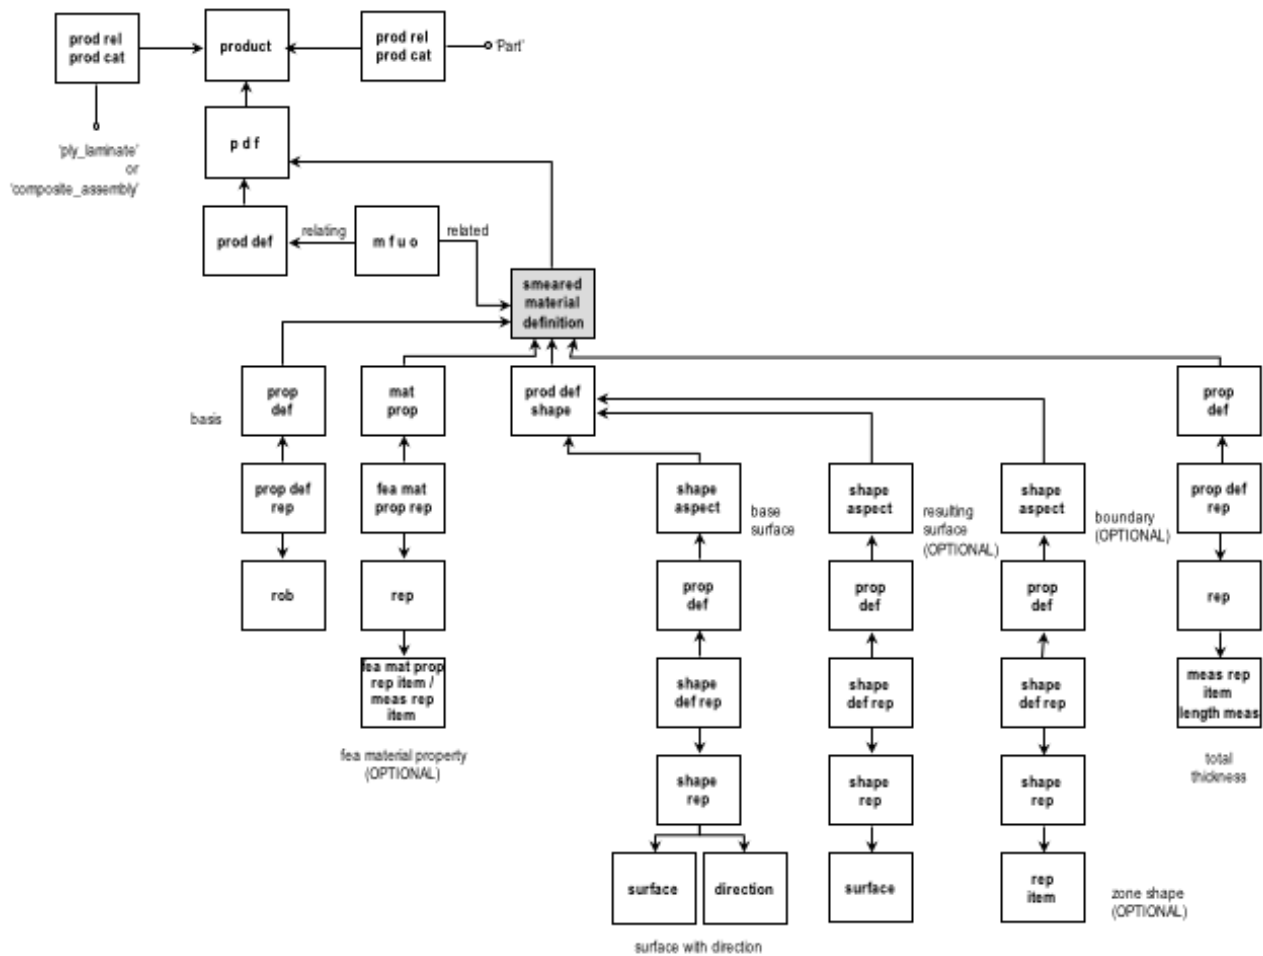 prod rel
prod cat
product
prod rel
prod cat
'Part'
'ply_laminate'
or
'composite_assembly'
p d f
prod def
relating
m f u o
related
smeared
material
definition
basis
prop
def
mat
prop
prod def
shape
prop
def
prop def
rep
fea mat
prop rep
shape
aspect
base
surface
shape
aspect
resulting
surface
(OPTIONAL)
shape
aspect
boundary
(OPTIONAL)
prop def
rep
rob
rep
prop
def
prop
def
prop
def
rep
fea mat prop
rep item /
meas rep
item
shape
def rep
shape
def rep
shape
def rep
meas rep
item
length meas
fea material property
(OPTIONAL)
shape
rep
shape
rep
shape
rep
total
thickness
surface
direction
surface
rep
item
zone shape
(OPTIONAL)
surface with direction